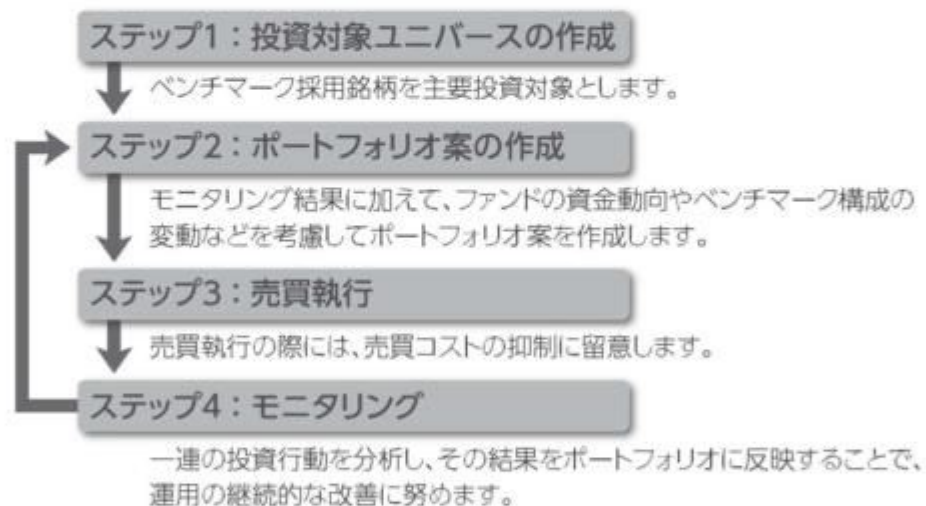 ステップ1：投資対象ユニバースの作成
ベンチマーク採用銘柄を主要投資対象とします。
ステップ2：ポートフォリオ案の作成
モニタリング結果に加えて、ファンドの資金動向やベンチマーク構成の
変動などを考慮してポートフォリオ案を作成します。
ステップ3：売買執行
売買執行の際には、売買コストの抑制に留意します。
ステップ4：モニタリング
一連の投資行動を分析し、その結果をポートフォリオに反映することで、
運用の継続的な改善に努めます。